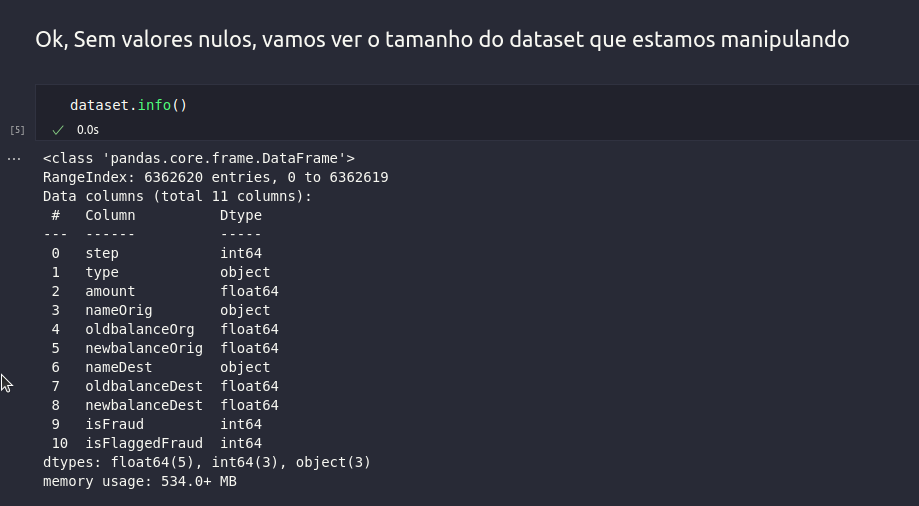 Ok, Sem valores nulos, vamos ver o tamanho do dataset que estamos manipulando
dataset.info()
[5] ✓ 0.0s
... <class 'pandas.core.frame.DataFrame'>
RangeIndex: 6362620 entries, 0 to 6362619
Data columns (total 11 columns):
 #   Column          Dtype
---  ------          -----
 0   step            int64
 1   type            object
 2   amount          float64
 3   nameOrig        object
 4   oldbalanceOrg   float64
 5   newbalanceOrig  float64
 6   nameDest        object
 7   oldbalanceDest  float64
 8   newbalanceDest  float64
 9   isFraud         int64
 10  isFlaggedFraud  int64
dtypes: float64(5), int64(3), object(3)
memory usage: 534.0+ MB